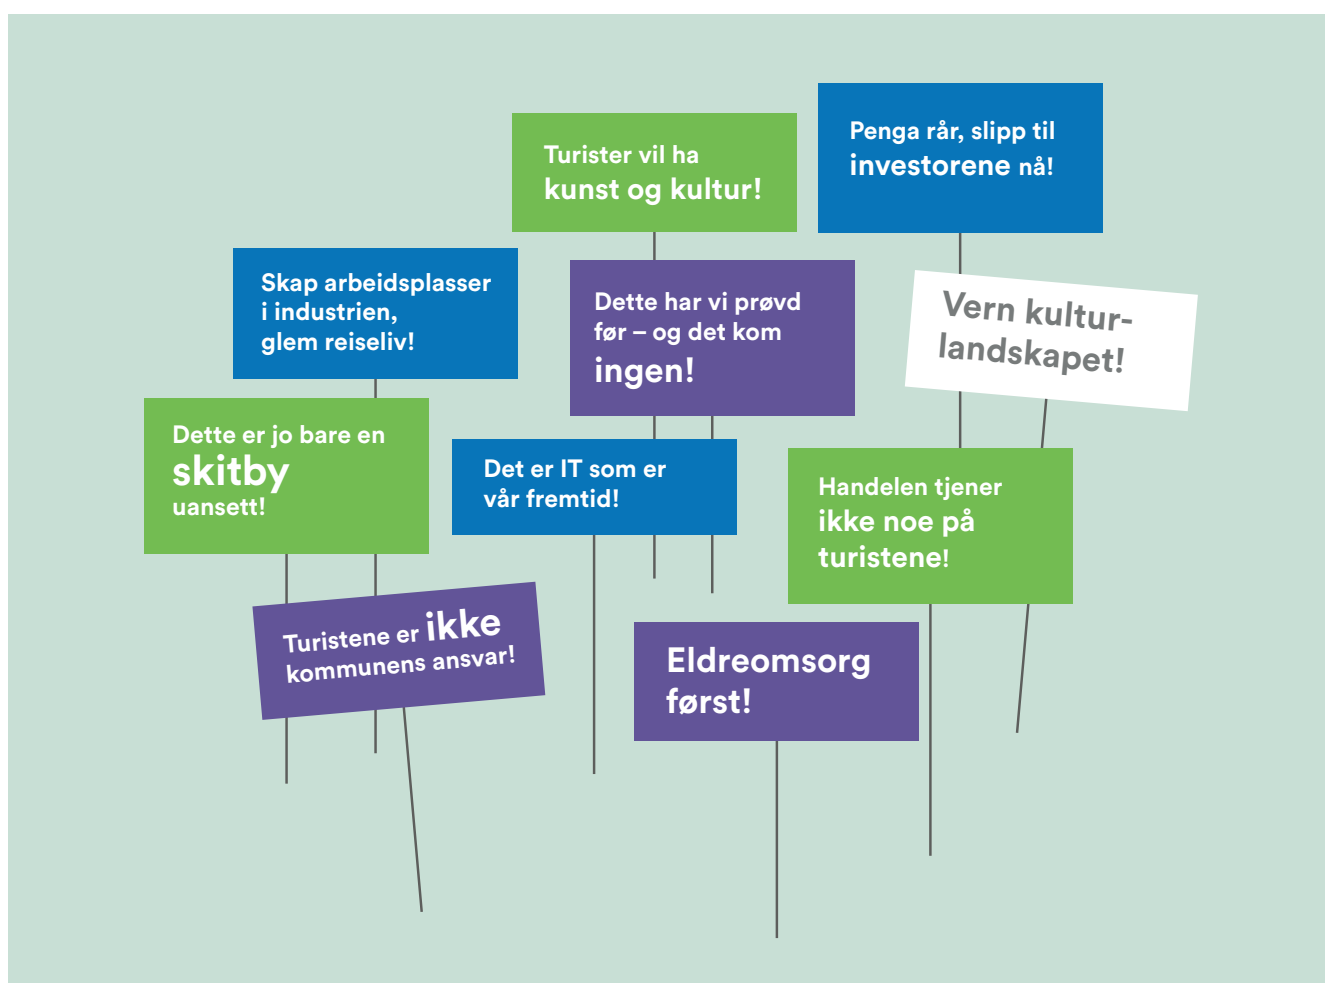 Turister vil ha
kunst og kultur!
Penga rår, slipp til
investorene nå!
Skap arbeidsplasser
i industrien,
glem reiseliv!
Dette har vi prøvd
før – og det kom
ingen!
Vern kultur-
landskapet!
Dette er jo bare en
skitby
uansett!
Det er IT som er
vår fremtid!
Handelen tjener
ikke noe på
turistene!
Turistene er ikke
kommunens ansvar!
Eldreomsorg
først!